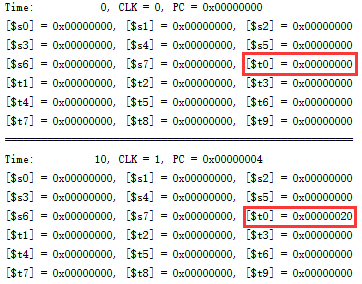 Time: 0, CLK = 0, PC = 0x00000000
[$s0] = 0x00000000, [$s1] = 0x00000000, [$s2] = 0x00000000
[$s3] = 0x00000000, [$s4] = 0x00000000, [$s5] = 0x00000000
[$s6] = 0x00000000, [$s7] = 0x00000000, [$t0] = 0x00000000
[$t1] = 0x00000000, [$t2] = 0x00000000, [$t3] = 0x00000000
[$t4] = 0x00000000, [$t5] = 0x00000000, [$t6] = 0x00000000
[$t7] = 0x00000000, [$t8] = 0x00000000, [$t9] = 0x00000000
Time: 10, CLK = 1, PC = 0x00000004
[$s0] = 0x00000000, [$s1] = 0x00000000, [$s2] = 0x00000000
[$s3] = 0x00000000, [$s4] = 0x00000000, [$s5] = 0x00000000
[$s6] = 0x00000000, [$s7] = 0x00000000, [$t0] = 0x00000020
[$t1] = 0x00000000, [$t2] = 0x00000000, [$t3] = 0x00000000
[$t4] = 0x00000000, [$t5] = 0x00000000, [$t6] = 0x00000000
[$t7] = 0x00000000, [$t8] = 0x00000000, [$t9] = 0x00000000